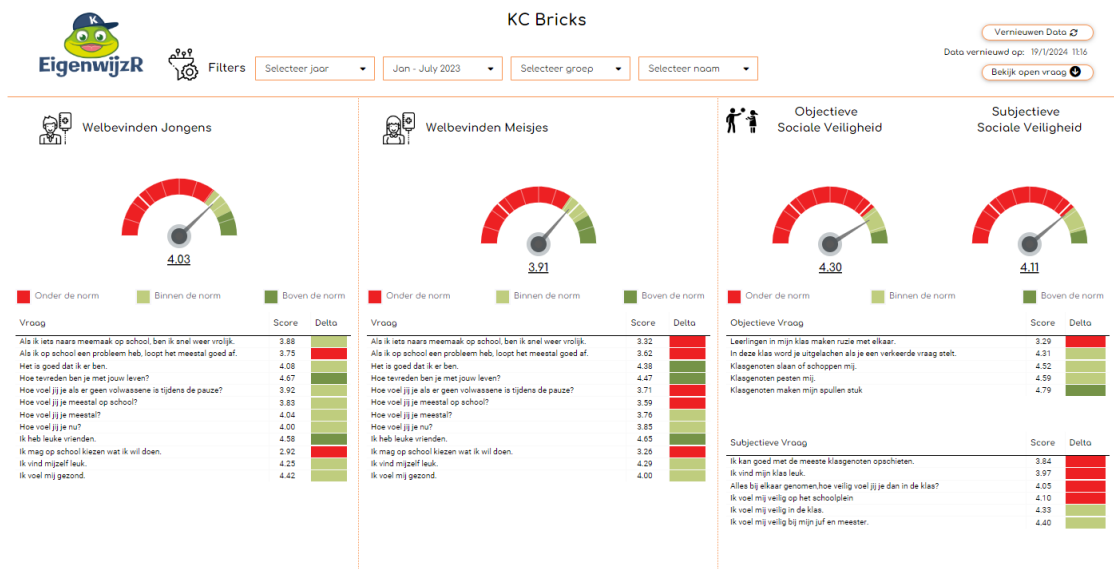 KC Bricks
K
EigenwijzR
Filters
Selecteer jaar
Jan - July 2023
Selecteer groep
Selecteer naam
Vernieuwen Data
Data vernieuwd op: 19/1/2024 11:16
Bekijk open vraag
Welbevinden Jongens
4.03
Onder de norm
Binnen de norm
Boven de norm
Vraag Score Delta
Als ik iets naars meemaak op school, ben ik snel weer vrolijk. 3.88
Als ik op school een probleem heb, loopt het meestal goed af. 3.75
Het is goed dat ik er ben. 4.08
Hoe tevreden ben je met jouw leven? 4.67
Hoe voel jij je als er geen volwassene is tijdens de pauze? 3.92
Hoe voel jij je meestal op school? 3.83
Hoe voel jij je meestal? 4.04
Hoe voel jij je nu? 4.00
Ik heb leuke vrienden. 4.58
Ik mag op school kiezen wat ik wil doen. 2.92
Ik vind mijzelf leuk. 4.25
Ik voel mij gezond. 4.42
Welbevinden Meisjes
3.91
Onder de norm
Binnen de norm
Boven de norm
Vraag Score Delta
Als ik iets naars meemaak op school, ben ik snel weer vrolijk. 3.32
Als ik op school een probleem heb, loopt het meestal goed af. 3.62
Het is goed dat ik er ben. 4.38
Hoe tevreden ben je met jouw leven? 4.47
Hoe voel jij je als er geen volwassene is tijdens de pauze? 3.71
Hoe voel jij je meestal op school? 3.59
Hoe voel jij je meestal? 3.76
Hoe voel jij je nu? 3.85
Ik heb leuke vrienden. 4.65
Ik mag op school kiezen wat ik wil doen. 3.26
Ik vind mijzelf leuk. 4.29
Ik voel mij gezond. 4.00
Objectieve
Sociale Veiligheid
Subjectieve
Sociale Veiligheid
4.30
4.11
Onder de norm
Binnen de norm
Boven de norm
Objectieve Vraag Score Delta
Leerlingen in mijn klas maken ruzie met elkaar. 3.29
In deze klas word je uitgelachen als je een verkeerde vraag stelt. 4.31
Klasgenoten slaan of schoppen mij. 4.52
Klasgenoten pesten mij. 4.59
Klasgenoten maken mijn spullen stuk 4.79
Subjectieve Vraag Score Delta
Ik kan goed met de meeste klasgenoten opschieten. 3.84
Ik vind mijn klas leuk. 3.97
Alles bij elkaar genomen,hoe veilig voel jij je dan in de klas? 4.05
Ik voel mij veilig op het schoolplein 4.10
Ik voel mij veilig in de klas. 4.33
Ik voel mij veilig bij mijn juf en meester. 4.40